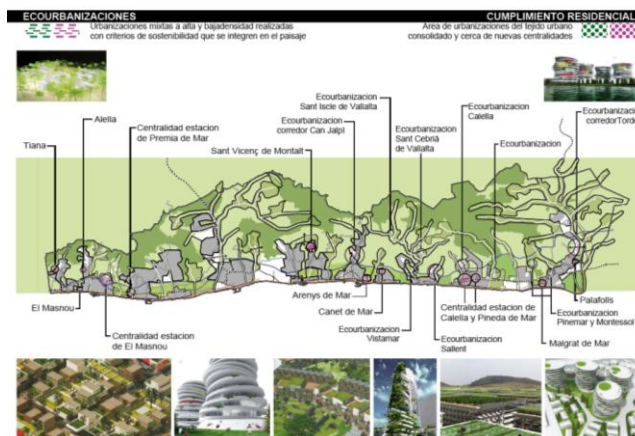 ECOURBANIZACIONES
CUMPLIMIENTO RESIDENCIAL
Urbanizaciones mixtas a alta y bajadensidad realizadas
con criterios de sostenibilidad que se integren en el paisaje
Area de urbanizaciones del tejido urbano
consolidado y cerca de nuevas centralidades
Tiana
Alella
Centralidad estacion
de Premia de Mar
Sant Vicenç de Montalt
Ecourbanizacion
corredor Can Jalpi
Ecourbanizacion
Sant Iscle de Vallalta
Ecourbanizacion
Sant Cebrià
de Vallalta
Ecourbanizacion
Calella
Ecourbanizacion
Ecourbanizacio
corredorTord
El Masnou
Centralidad estacion
de El Masnou
Arenys de Mar
Canet de Mar
Ecourbanizacion
Vistamar
Ecourbanizacion
Sallent
Centralidad estacion de
Calella y Pineda de Mar
Malgrat de Mar
Ecourbanizacion
Pinemar y Montessol
Palafolls